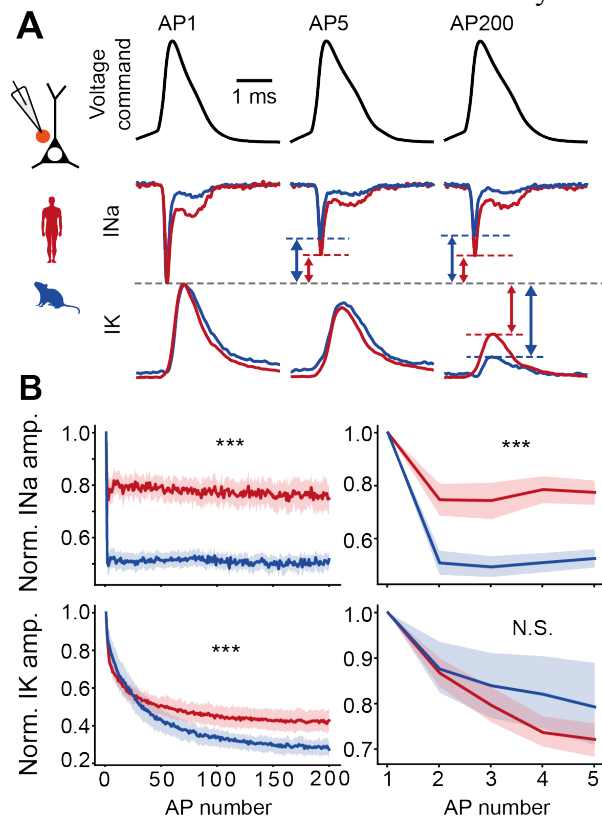 A
AP1 AP5 AP200
Voltage
command
1 ms
INa
IK
B
Norm. INa amp.
1.0
0.8
0.6
***
1.0
0.8
0.6
***
Norm. IK amp.
1.0
0.8
0.6
0.4
0.2
***
0 50 100 150 200
AP number
1.0
0.9
0.8
0.7
N.S.
1 2 3 4 5
AP number